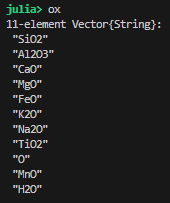 julia> ox
11-element Vector{String}:
"SiO2"
"Al2O3"
"CaO"
"MgO"
"FeO"
"K2O"
"Na2O"
"TiO2"
"O"
"MnO"
"H2O"